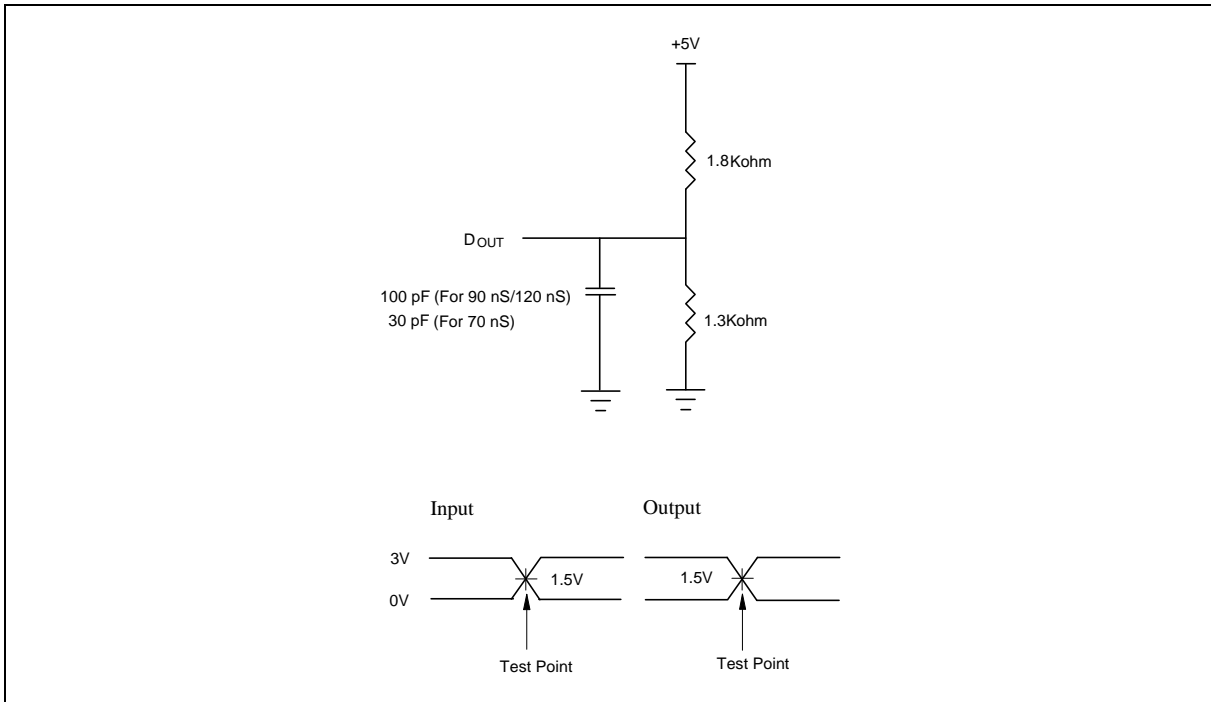 +5V
1.8Kohm
DOUT
100 pF (For 90 nS/120 nS)
30 pF (For 70 nS)
1.3Kohm
Input
Output
3V
1.5V
1.5V
0V
Test Point
Test Point